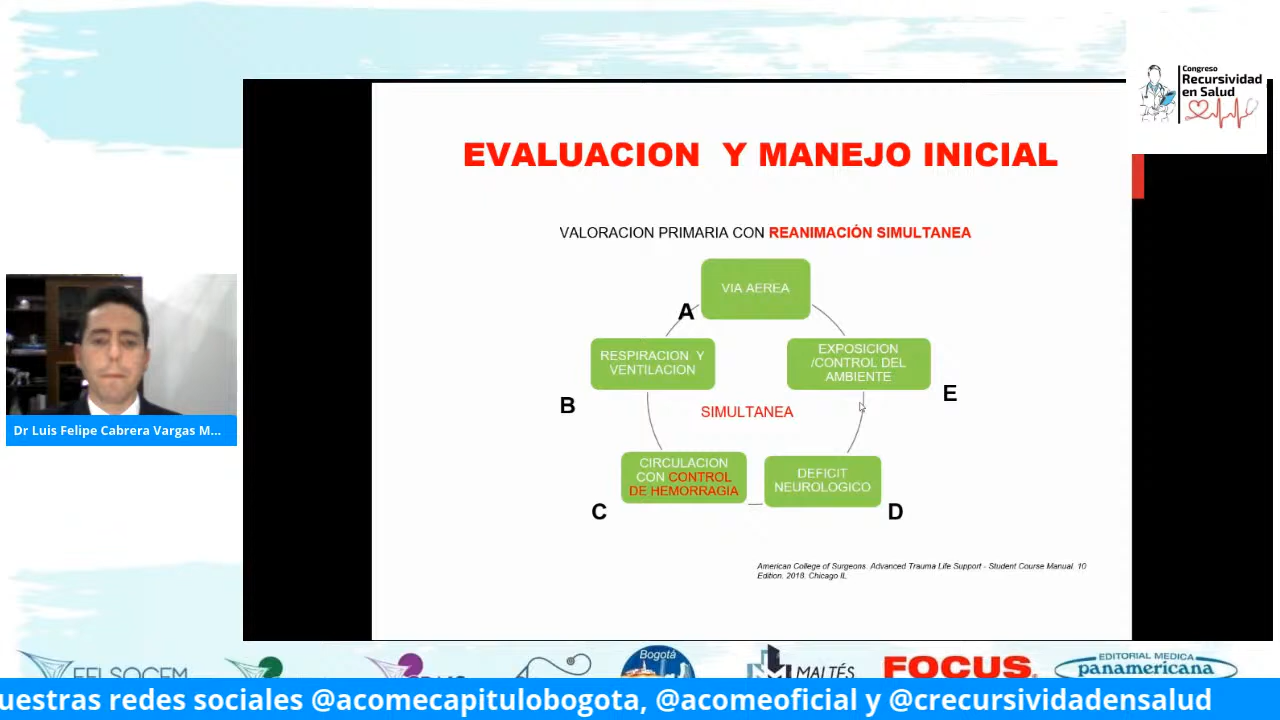 Congreso
Recursividad
en Salud
EVALUACION Y MANEJO INICIAL
VALORACION PRIMARIA CON REANIMACIÓN SIMULTANEA
VIA AEREA
A
RESPIRACION Y
VENTILACION
B
EXPOSICION
/CONTROL DEL
AMBIENTE
E
SIMULTANEA
CIRCULACION
CON CONTROL
DE HEMORRAGIA
C
DEFICIT
NEUROLOGICO
D
American College of Surgeons. Advanced Trauma Life Support - Student Course Manual. 10
Edition. 2018. Chicago IL.
Dr Luis Felipe Cabrera Vargas M...
Bogotá
MALTÉS
FOCUS
EDITORIAL MEDICA
panamericana
uestras redes sociales @acomecapitulobogota, @acomeoficial y @crecursividadensalud